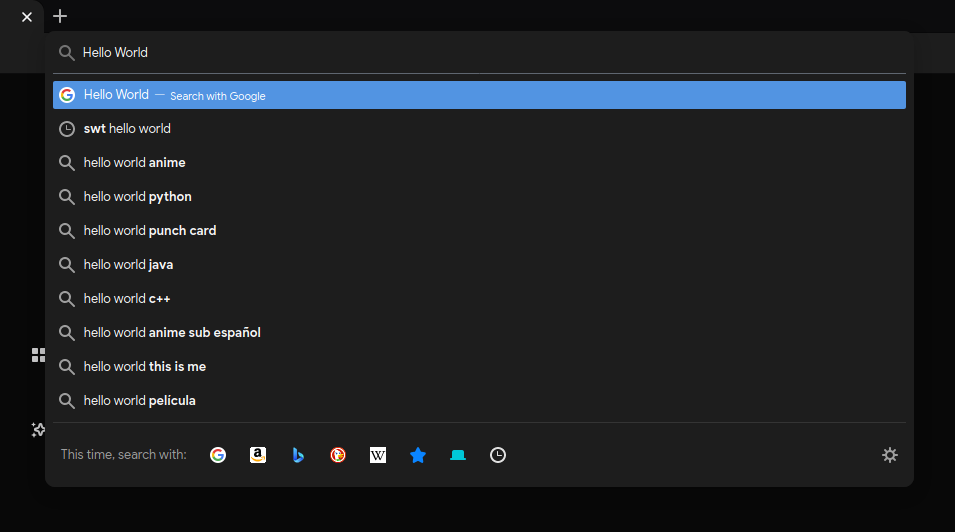 Hello World
Hello World — Search with Google
swt hello world
hello world anime
hello world python
hello world punch card
hello world java
hello world c++
hello world anime sub español
hello world this is me
hello world película
This time, search with: